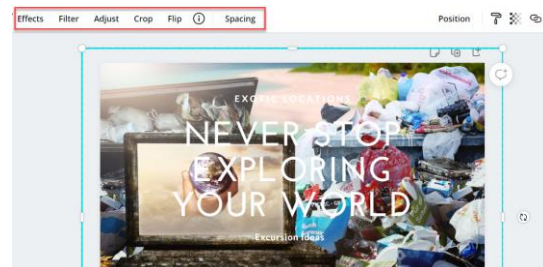 Effects Filter Adjust Crop Flip Spacing Position
EXOTIC LOCATIONS
NEVER STOP
EXPLORING
YOUR WORLD
Excursion Ideas